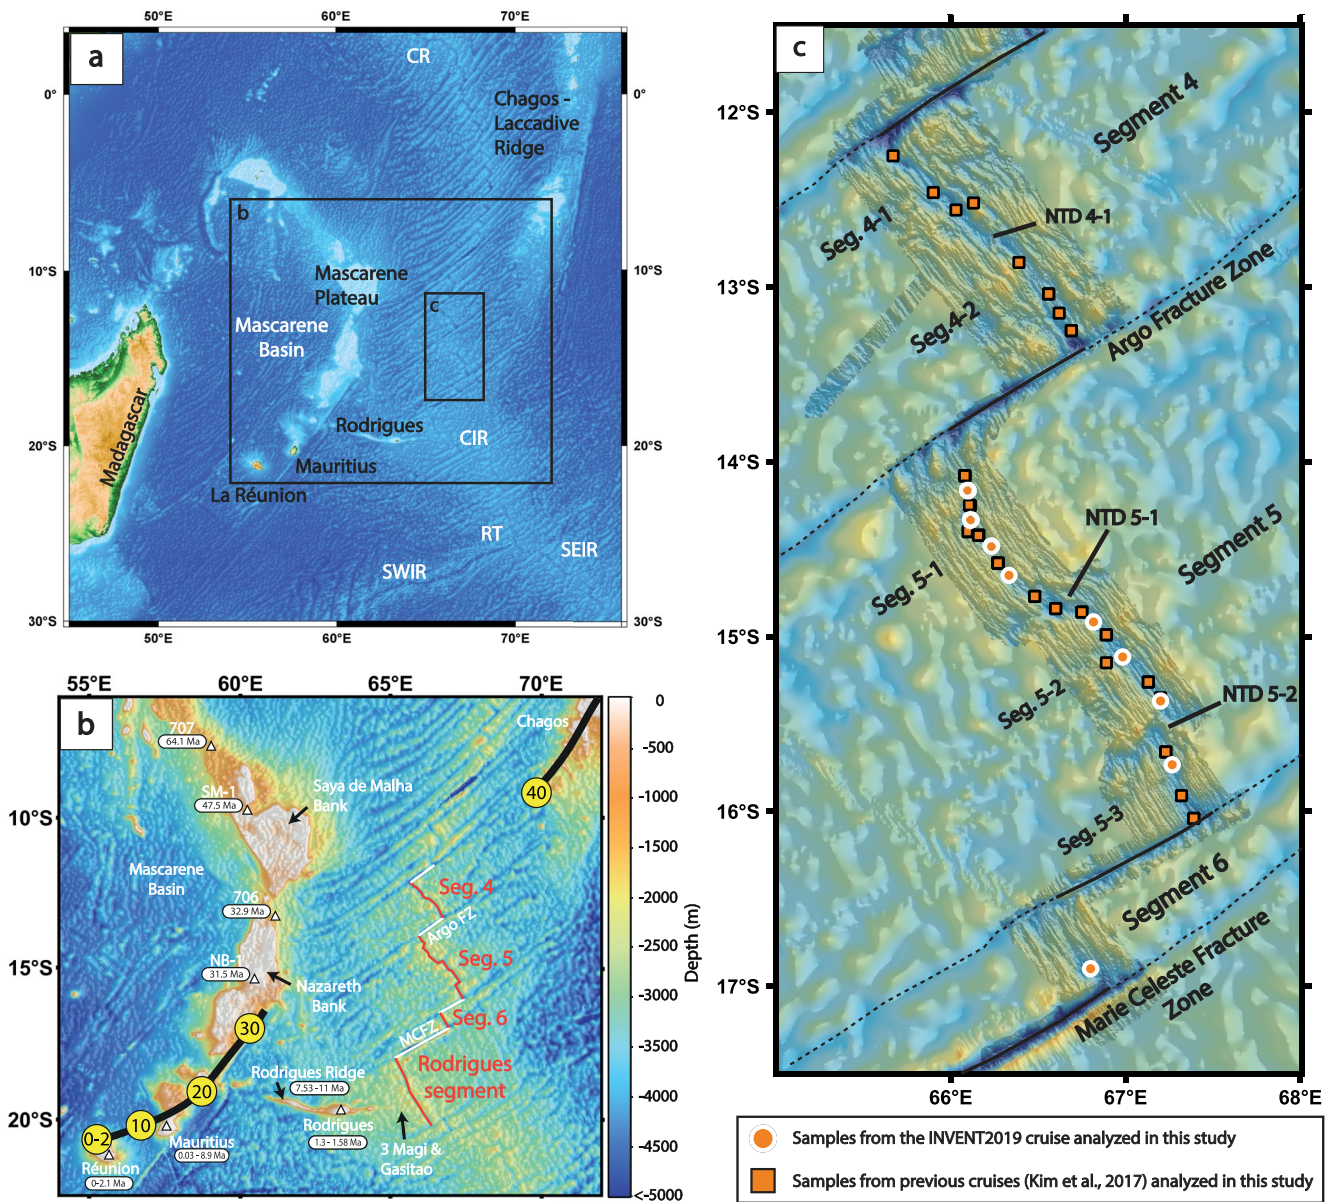 50°E
60°E
70°E
a
CR
0°
0°
Chagos -
Laccadive
Ridge
b
10°S
10°S
Mascarene
Plateau
c
Mascarene
Basin
Madagascar
Rodrigues
CIR
20°S
20°S
Mauritius
La Réunion
RT
SEIR
SWIR
30°S
30°S
50°E
60°E
70°E
55°E
60°E
65°E
70°E
b
707
64.1 Ma
Chagos
SM-1
47.5 Ma
Saya de Malha
Bank
40
10°S
Mascarene
Basin
Seg. 4
706
32.9 Ma
Argo FZ
NB-1
31.5 Ma
Seg. 5
15°S
Nazareth
Bank
30
Seg. 6
MCFZ
Rodrigues Ridge
7.53 -11 Ma
Rodrigues
segment
20
20°S
10
0-2
Mauritius
0.03 - 8.9 Ma
Rodrigues
1.3 - 1.58 Ma
3 Magi &
Gasitao
Réunion
0-2.1 Ma
0
-500
-1000
-1500
-2000
-2500
-3000
-3500
-4000
-4500
<-5000
Depth (m)
c
12°S
Segment 4
NTD 4-1
Seg. 4-1
13°S
Argo Fracture Zone
Seg.4-2
14°S
NTD 5-1
Segment 5
Seg. 5-1
15°S
NTD 5-2
Seg. 5-2
16°S
Seg. 5-3
Segment 6
17°S
Marie Celeste Fracture
Zone
66°E
67°E
68°E
Samples from the INVENT2019 cruise analyzed in this study
Samples from previous cruises (Kim et al., 2017) analyzed in this study